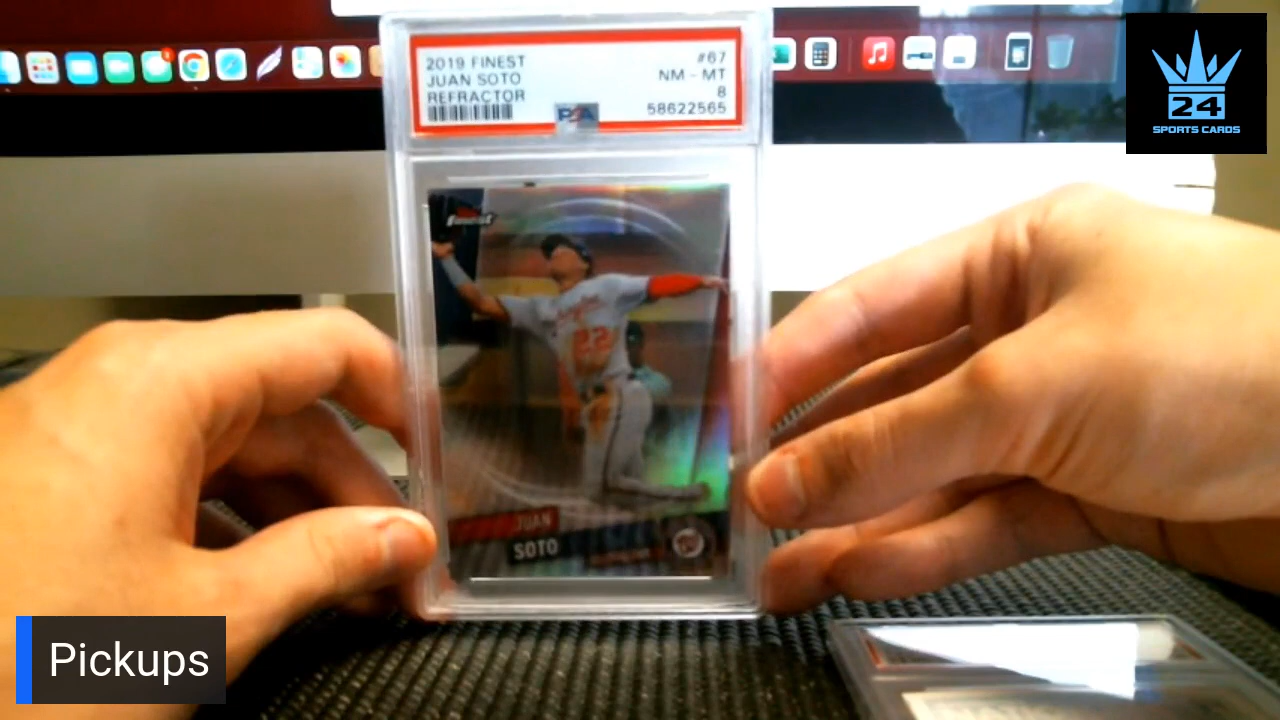 2019 FINEST
JUAN SOTO
REFRACTOR
#67
NM - MT
8
58622565
PSA
finest
22
JUAN
SOTO
24
SPORTS CARDS
Pickups